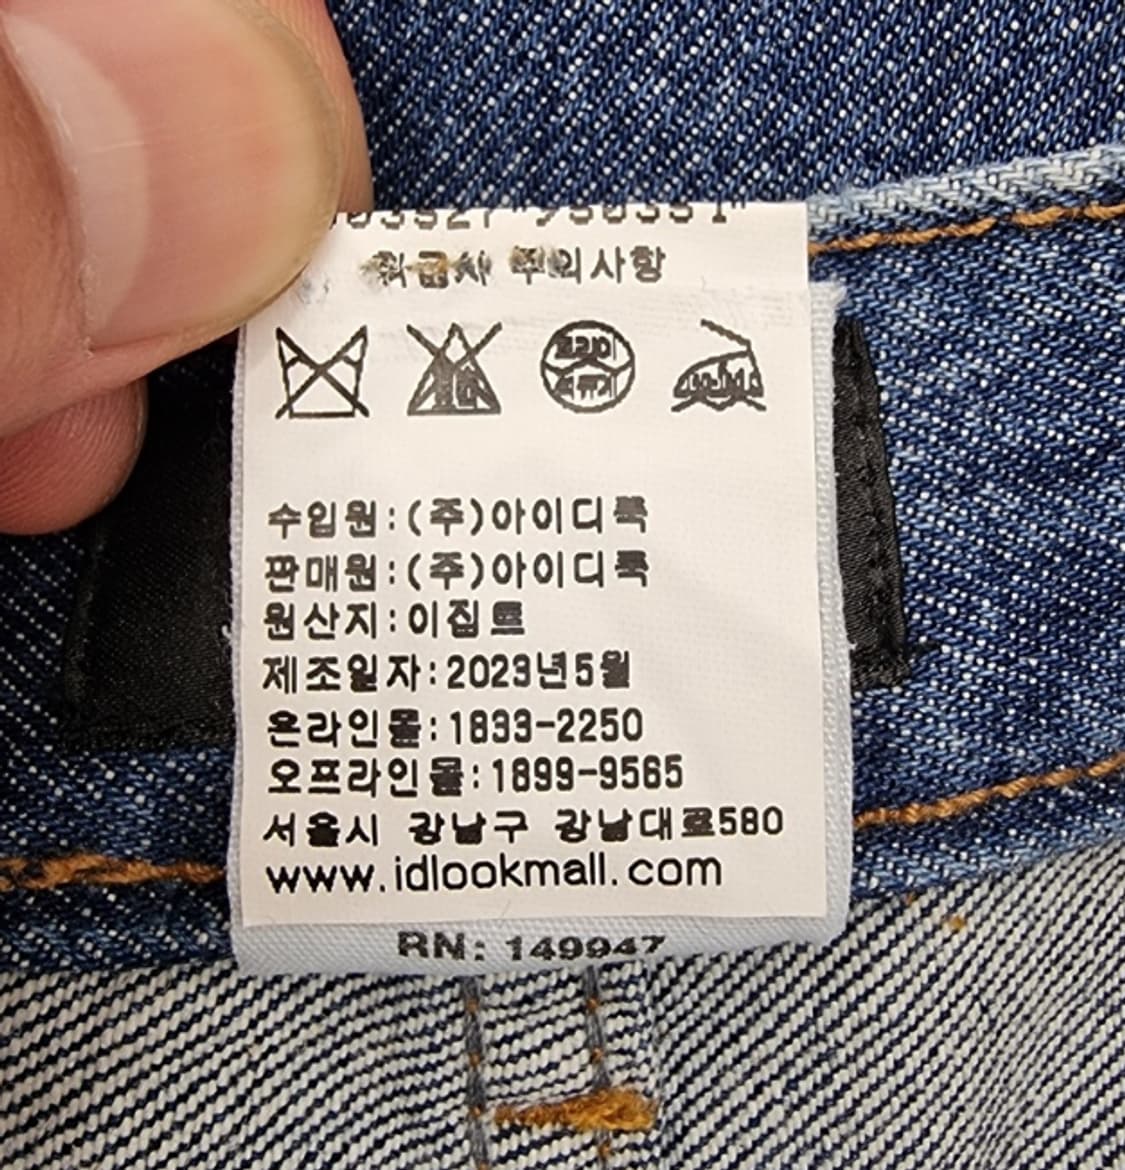 취급시 주의사항
드라이
석유계
수입원:(주)아이디룩
판매원:(주)아이디룩
원산지:이집트
제조일자:2023년5월
온라인몰:1833-2250
오프라인몰:1899-9565
서울시 강남구 강남대로580
www.idlookmall.com
RN: 149947